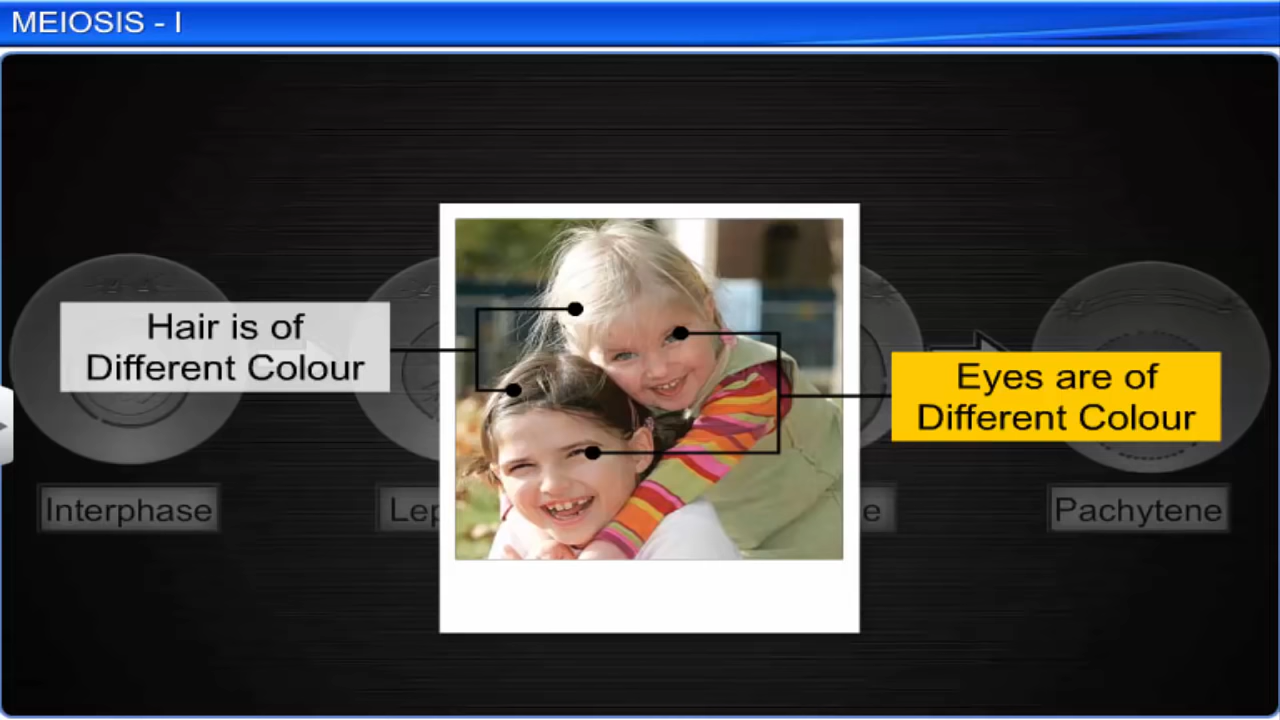 MEIOSIS - I
Hair is of
Different Colour
Eyes are of
Different Colour
Interphase
Pachytene